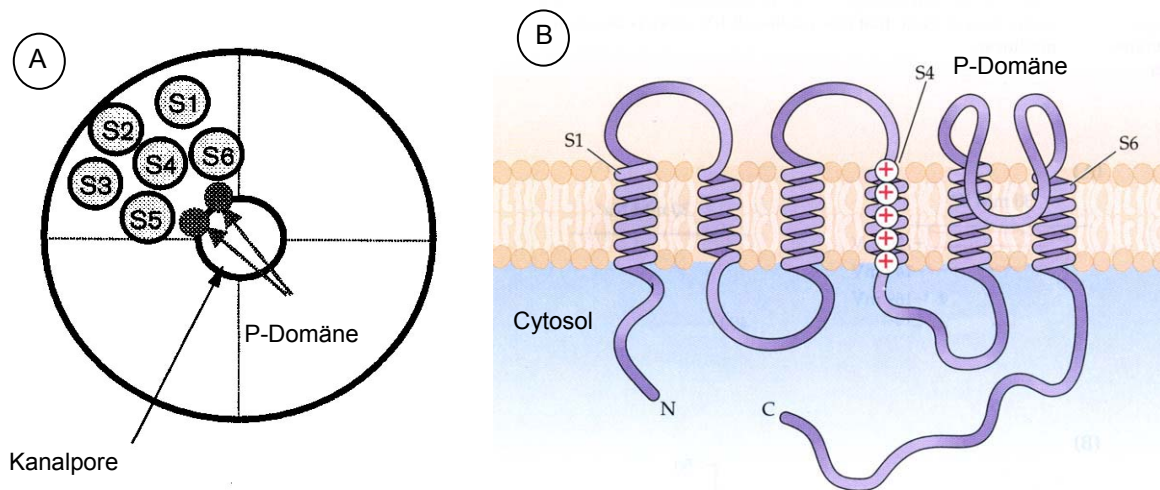 A
S1
S2
S4
S6
S3
S5
P-Domäne
Kanalpore
B
S4
P-Domäne
S1
S6
+
+
+
+
+
Cytosol
N
C